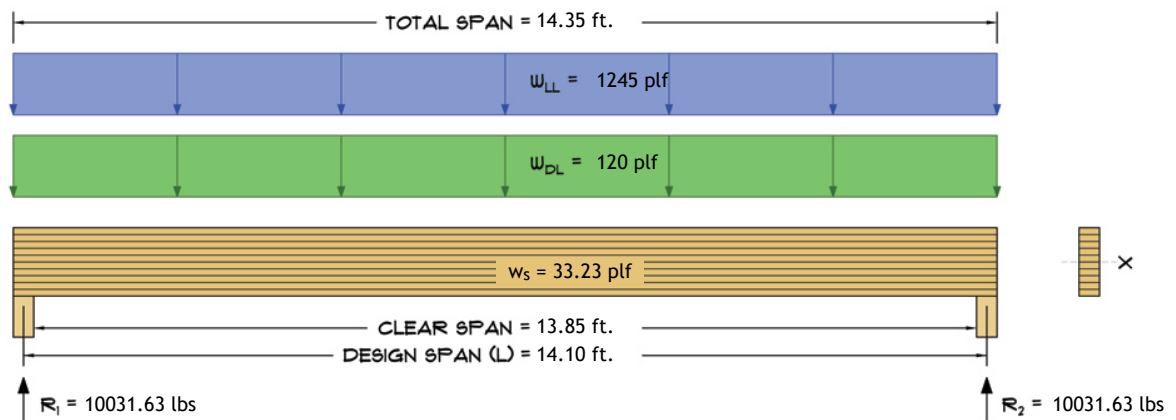 TOTAL SPAN = 14.35 ft.
WLL = 1245 plf
WDL = 120 plf
ws = 33.23 plf
X
CLEAR SPAN = 13.85 ft.
DESIGN SPAN (L) = 14.10 ft.
R1 = 10031.63 lbs
R2 = 10031.63 lbs